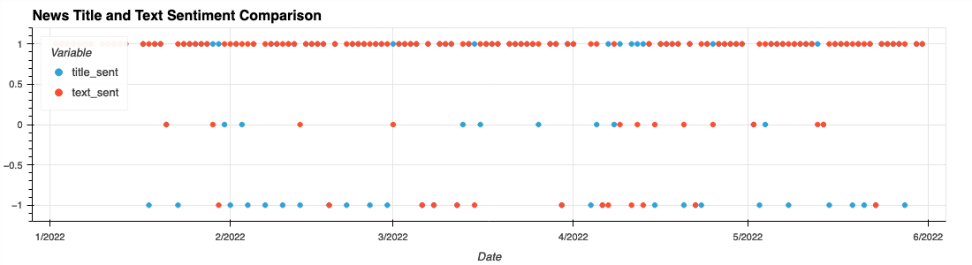 News Title and Text Sentiment Comparison
Variable
title_sent
text_sent
1
0.5
0
−0.5
−1
1/2022 2/2022 3/2022 4/2022 5/2022 6/2022
Date